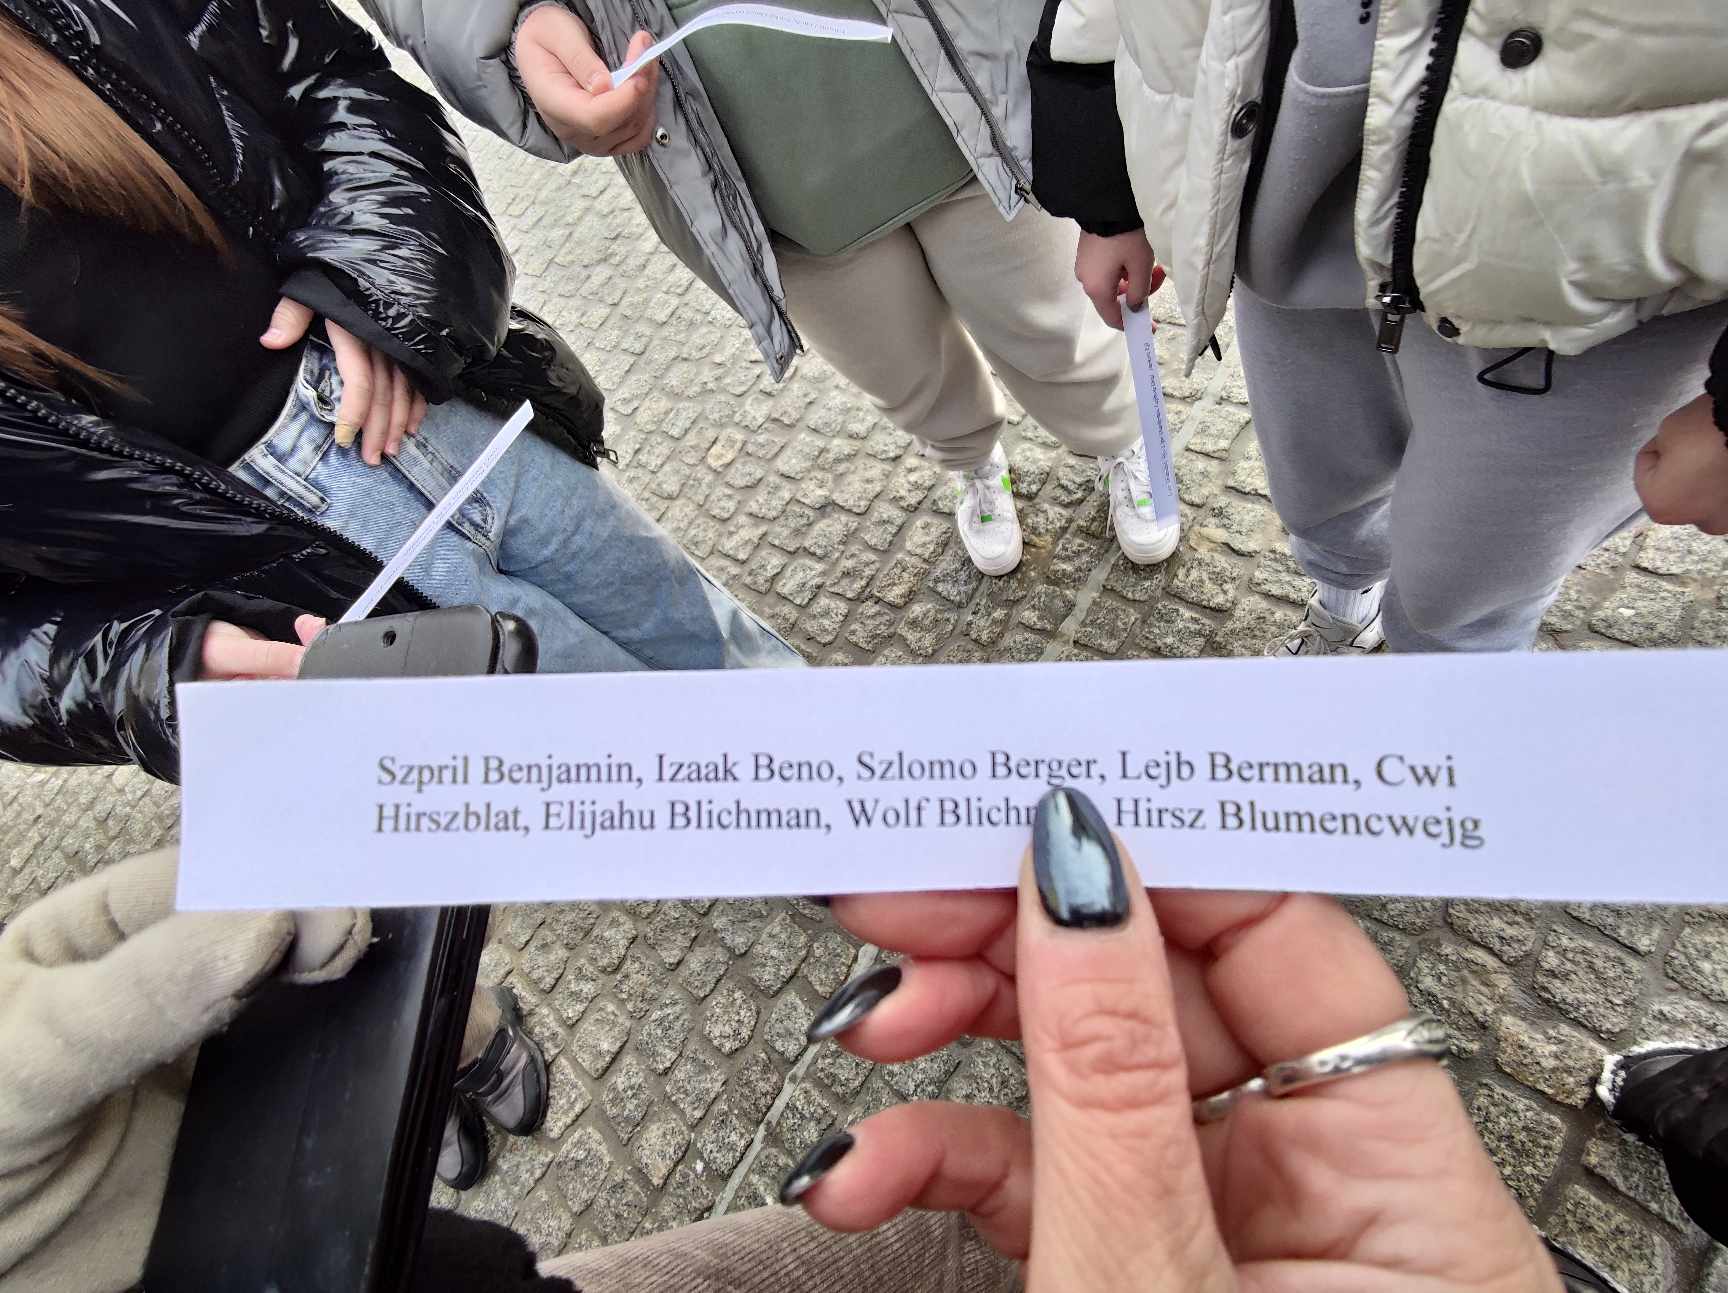 Szpril Benjamin, Izaak Beno, Szlomo Berger, Lejb Berman, Cwi
Hirszblat, Elijahu Blichman, Wolf Hirsz Blumencwejg